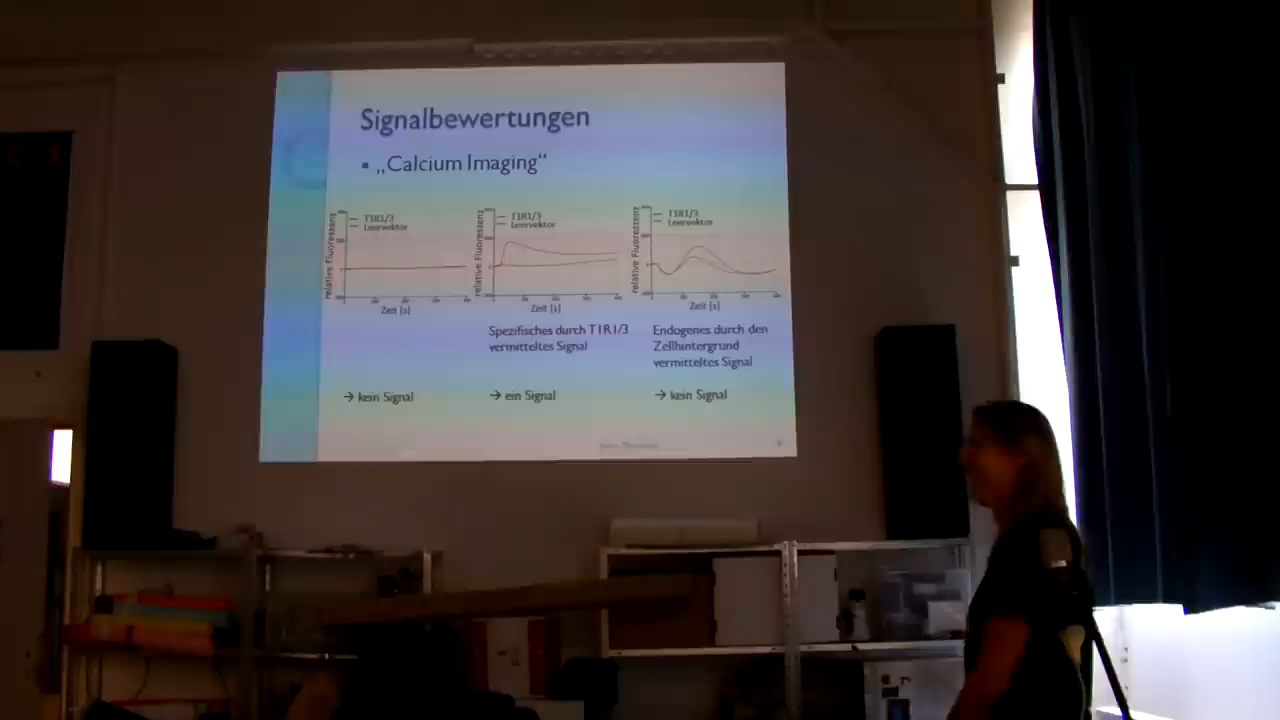 Signalbewertungen
▪ „Calcium Imaging“
T1R1/3
Leervektor
relative Fluoreszenz
Zeit [s]
T1R1/3
Leervektor
relative Fluoreszenz
Zeit [s]
T1R1/3
Leervektor
relative Fluoreszenz
Zeit [s]
Spezifisches durch T1R1/3
vermitteltes Signal
Endogenes durch den
Zellhintergrund
vermitteltes Signal
→ kein Signal
→ ein Signal
→ kein Signal